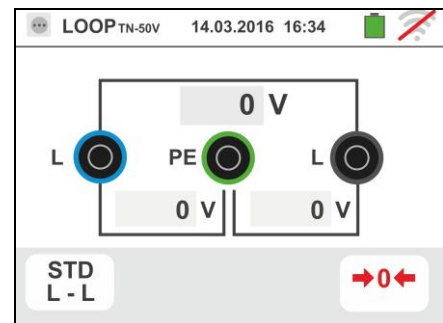 LOOP TN-50V 14.03.2016 16:34
0 V
L PE L
0 V 0 V
STD →0←
L - L